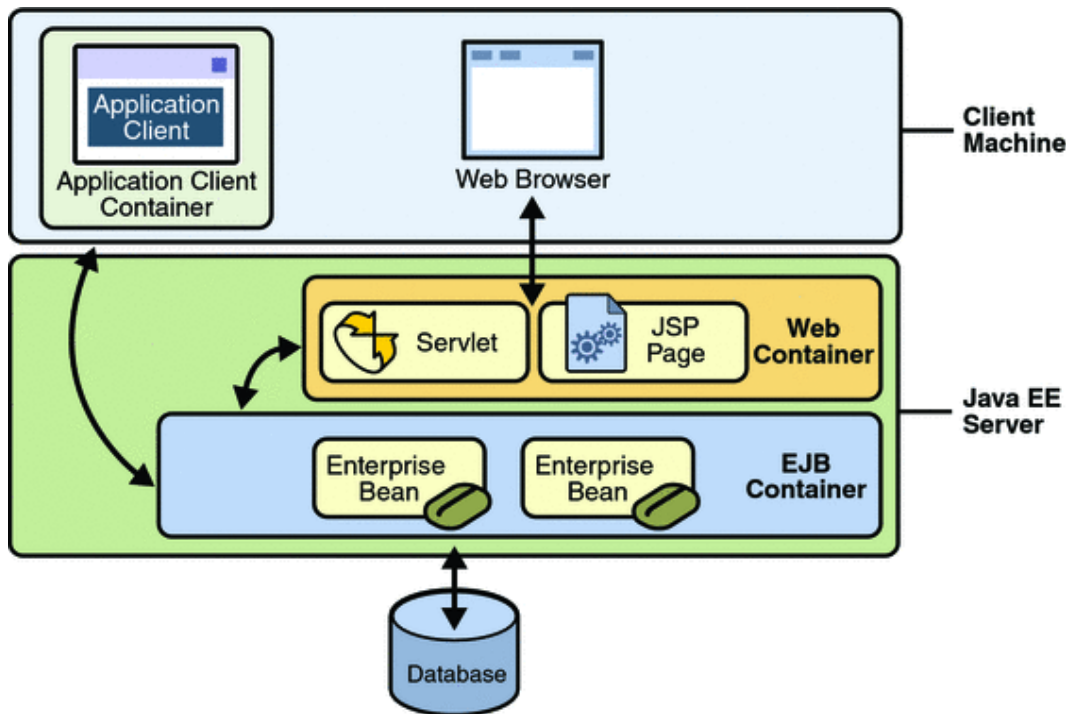 Application
Client
Application Client
Container
Web Browser
Client
Machine
Servlet
JSP
Page
Web
Container
Java EE
Server
Enterprise
Bean
Enterprise
Bean
EJB
Container
Database